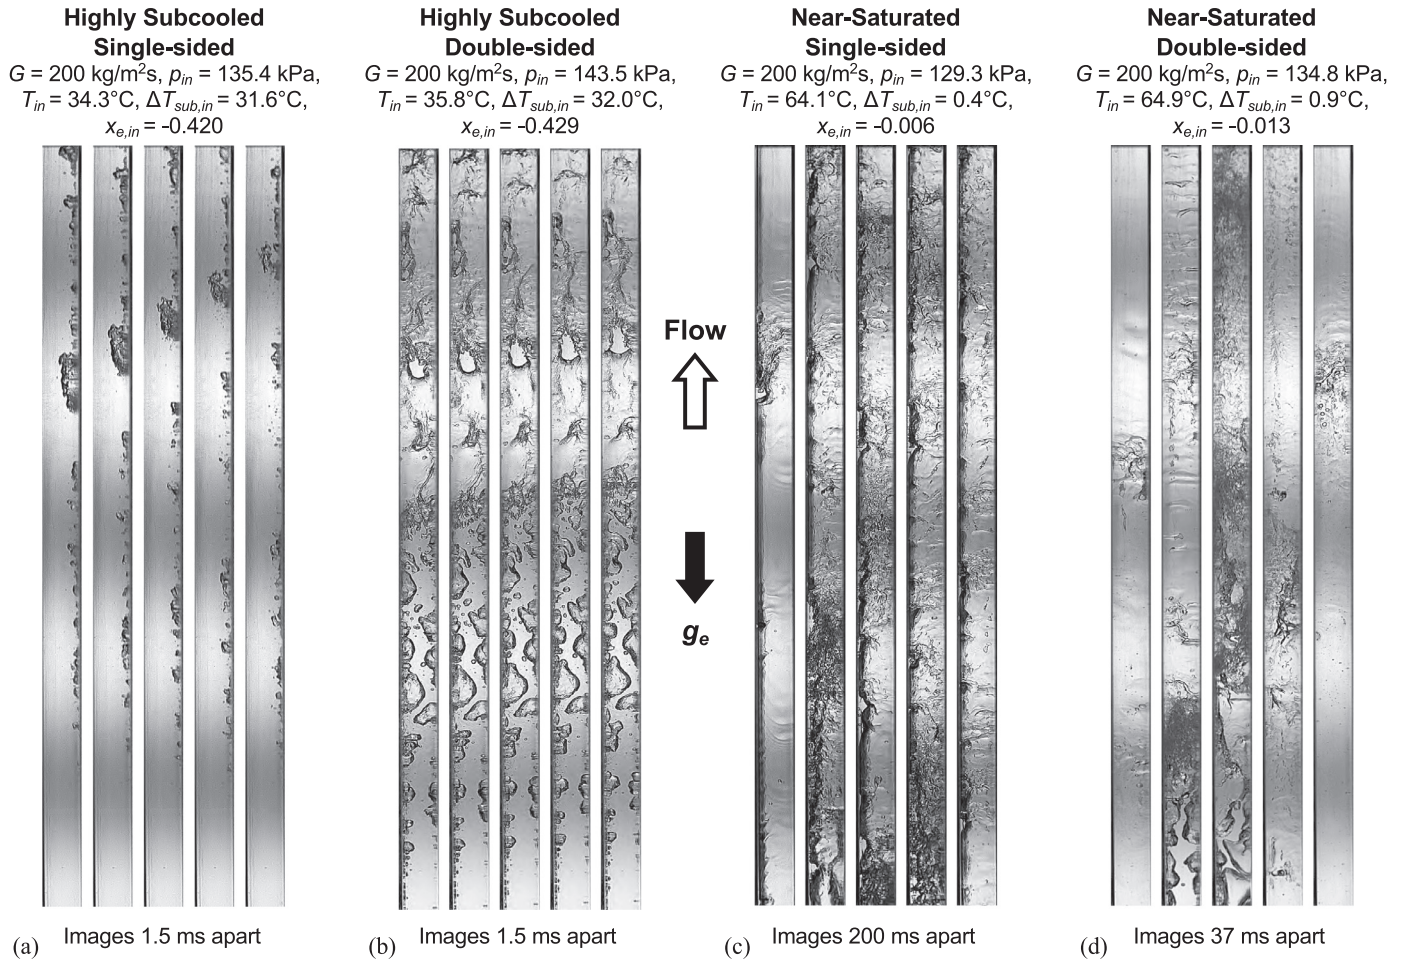 Highly Subcooled
Single-sided
G = 200 kg/m²s, pin = 135.4 kPa,
Tin = 34.3°C, ΔTsub,in = 31.6°C,
xe,in = -0.420
Highly Subcooled
Double-sided
G = 200 kg/m²s, pin = 143.5 kPa,
Tin = 35.8°C, ΔTsub,in = 32.0°C,
xe,in = -0.429
Near-Saturated
Single-sided
G = 200 kg/m²s, pin = 129.3 kPa,
Tin = 64.1°C, ΔTsub,in = 0.4°C,
xe,in = -0.006
Near-Saturated
Double-sided
G = 200 kg/m²s, pin = 134.8 kPa,
Tin = 64.9°C, ΔTsub,in = 0.9°C,
xe,in = -0.013
Flow
ge
(a) Images 1.5 ms apart
(b) Images 1.5 ms apart
(c) Images 200 ms apart
(d) Images 37 ms apart